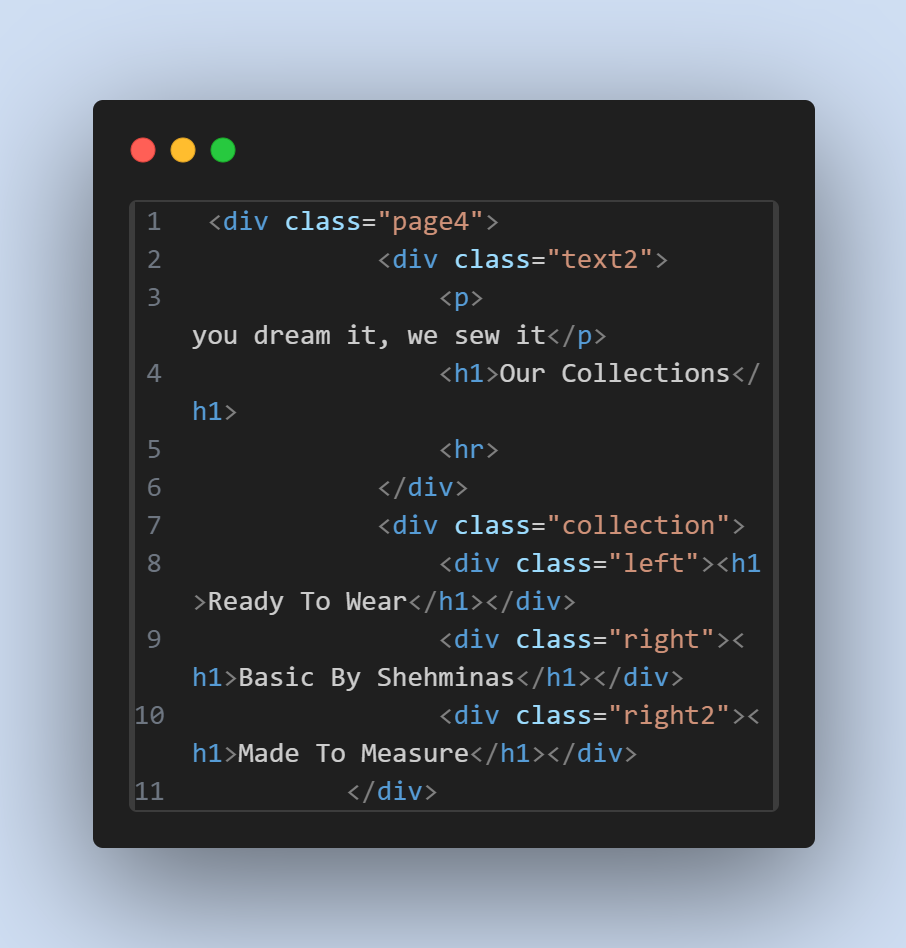 1 <div class="page4">
2 <div class="text2">
3 <p>
you dream it, we sew it</p>
4 <h1>Our Collections</
h1>
5 <hr>
6 </div>
7 <div class="collection">
8 <div class="left"><h1
>Ready To Wear</h1></div>
9 <div class="right"><
h1>Basic By Shehminas</h1></div>
10 <div class="right2"><
h1>Made To Measure</h1></div>
11 </div>